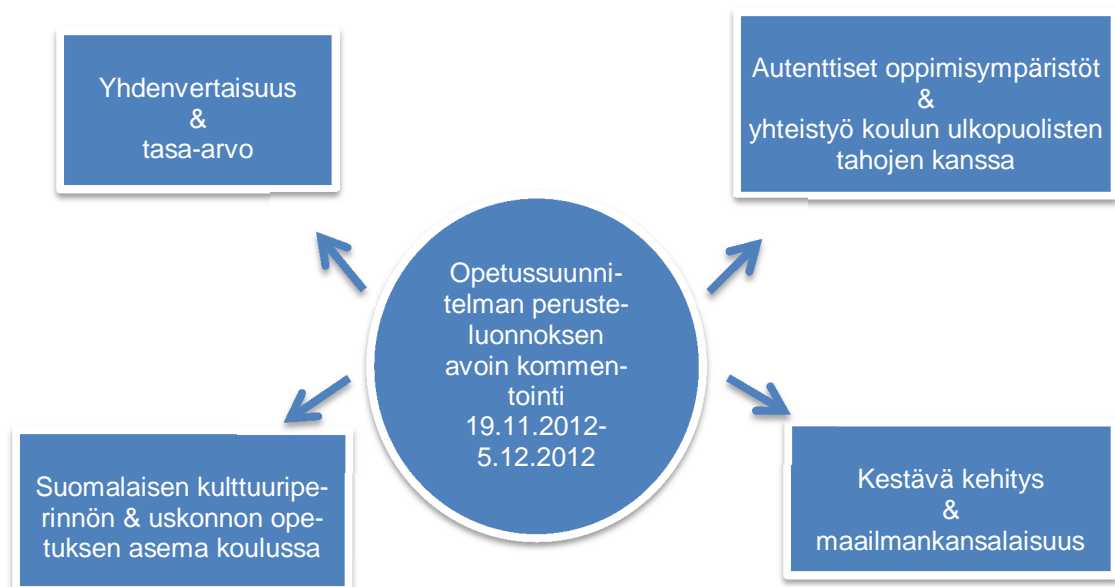 Yhdenvertaisuus
&
tasa-arvo
Autenttiset oppimisympäristöt
&
yhteistyö koulun ulkopuolisten
tahojen kanssa
Opetussuunni-
telman peruste-
luonnoksen
avoin kommen-
tointi
19.11.2012-
5.12.2012
Suomalaisen kulttuuripe-
rinnön & uskonnon ope-
tuksen asema koulussa
Kestävä kehitys
&
maailmankansalaisuus